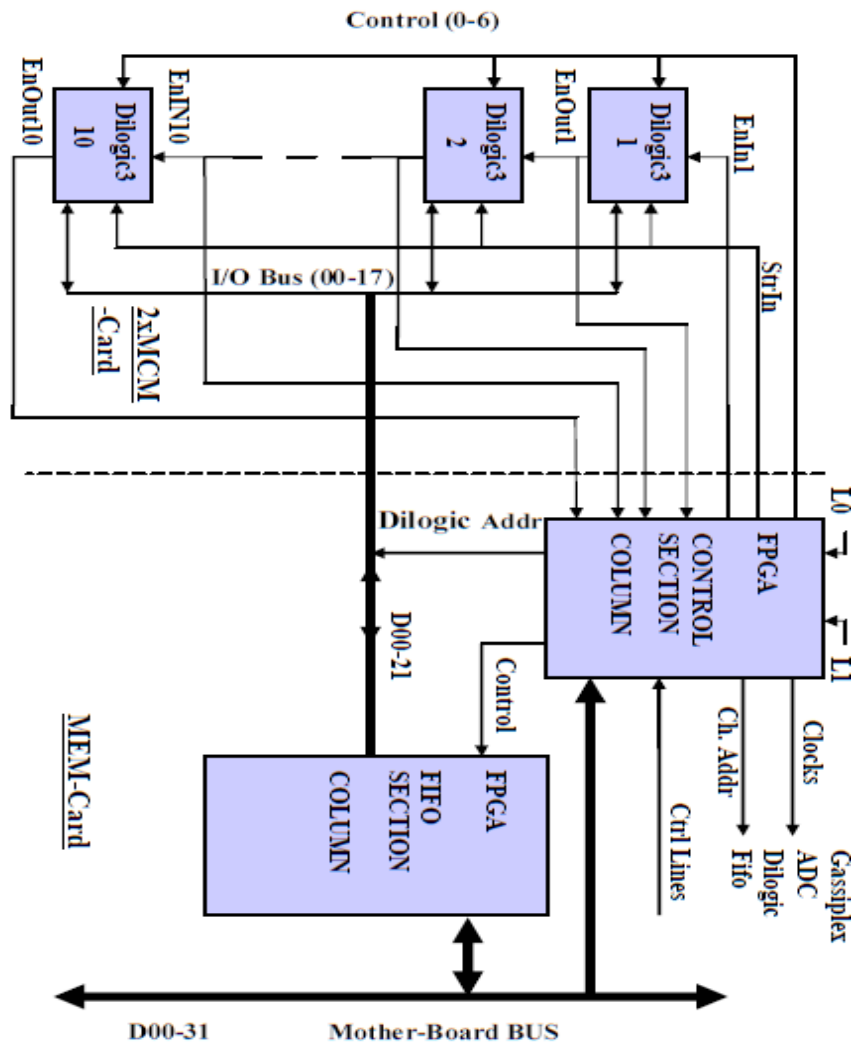 Control (0-6)
EnOut10
EnIN10
EnOut1
EnIn1
Dilogic3
10
Dilogic3
2
Dilogic3
1
I/O Bus (00-17)
StrIn
2xMCM
-Card
L0
Dilogic Addr
FPGA
CONTROL
SECTION
COLUMN
L1
D00-21
Control
Clocks
Ch. Addr
Ctrl Lines
Gassiplex
ADC
Dilogic
Fifo
MEM-Card
FPGA
FIFO
SECTION
COLUMN
D00-31
Mother-Board BUS